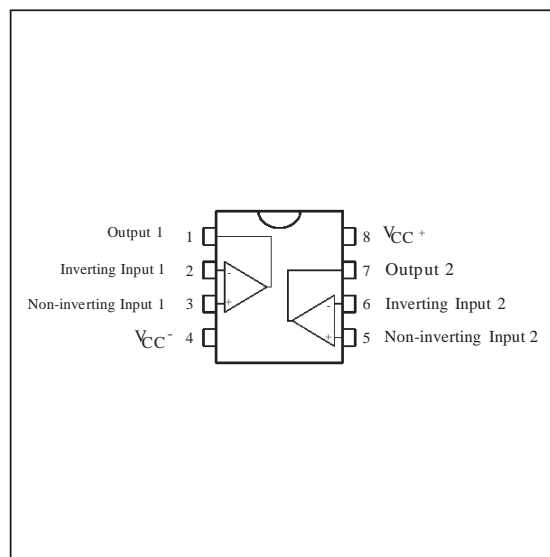 Output 1 1
Inverting Input 1 2 -
Non-inverting Input 1 3 +
VCC- 4
8 VCC+
7 Output 2
- 6 Inverting Input 2
+ 5 Non-inverting Input 2